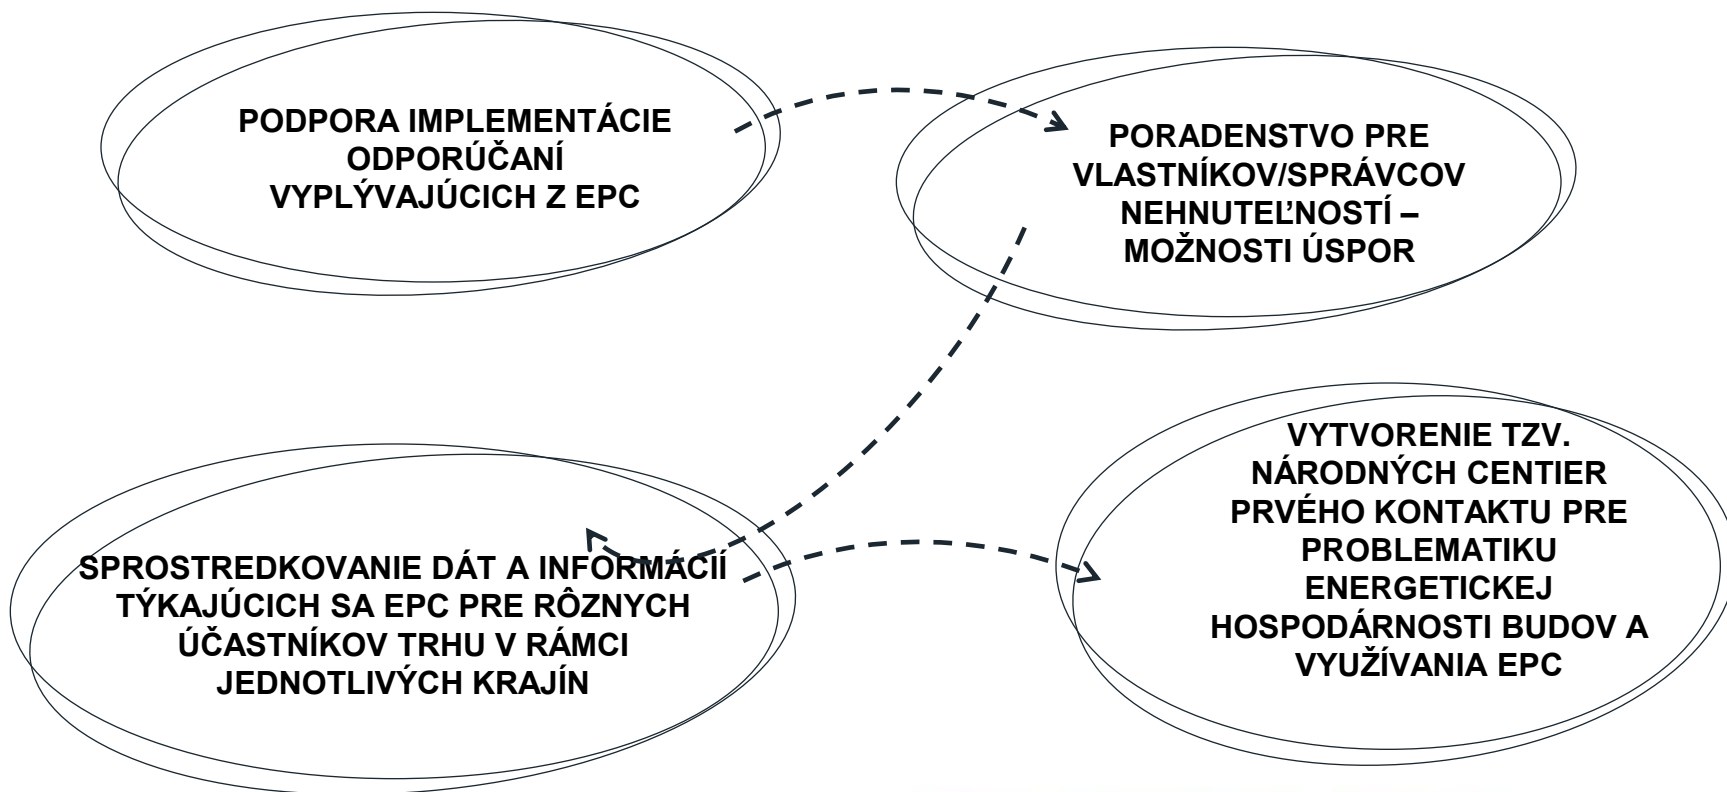 PODPORA IMPLEMENTÁCIE
ODPORÚČANÍ
VYPLÝVAJÚCICH Z EPC
PORADENSTVO PRE
VLASTNÍKOV/SPRÁVCOV
NEHNUTEĽNOSTÍ –
MOŽNOSTI ÚSPOR
SPROSTREDKOVANIE DÁT A INFORMÁCIÍ
TÝKAJÚCICH SA EPC PRE RÔZNYCH
ÚČASTNÍKOV TRHU V RÁMCI
JEDNOTLIVÝCH KRAJÍN
VYTVORENIE TZV.
NÁRODNÝCH CENTIER
PRVÉHO KONTAKTU PRE
PROBLEMATIKU
ENERGETICKEJ
HOSPODÁRNOSTI BUDOV A
VYUŽÍVANIA EPC